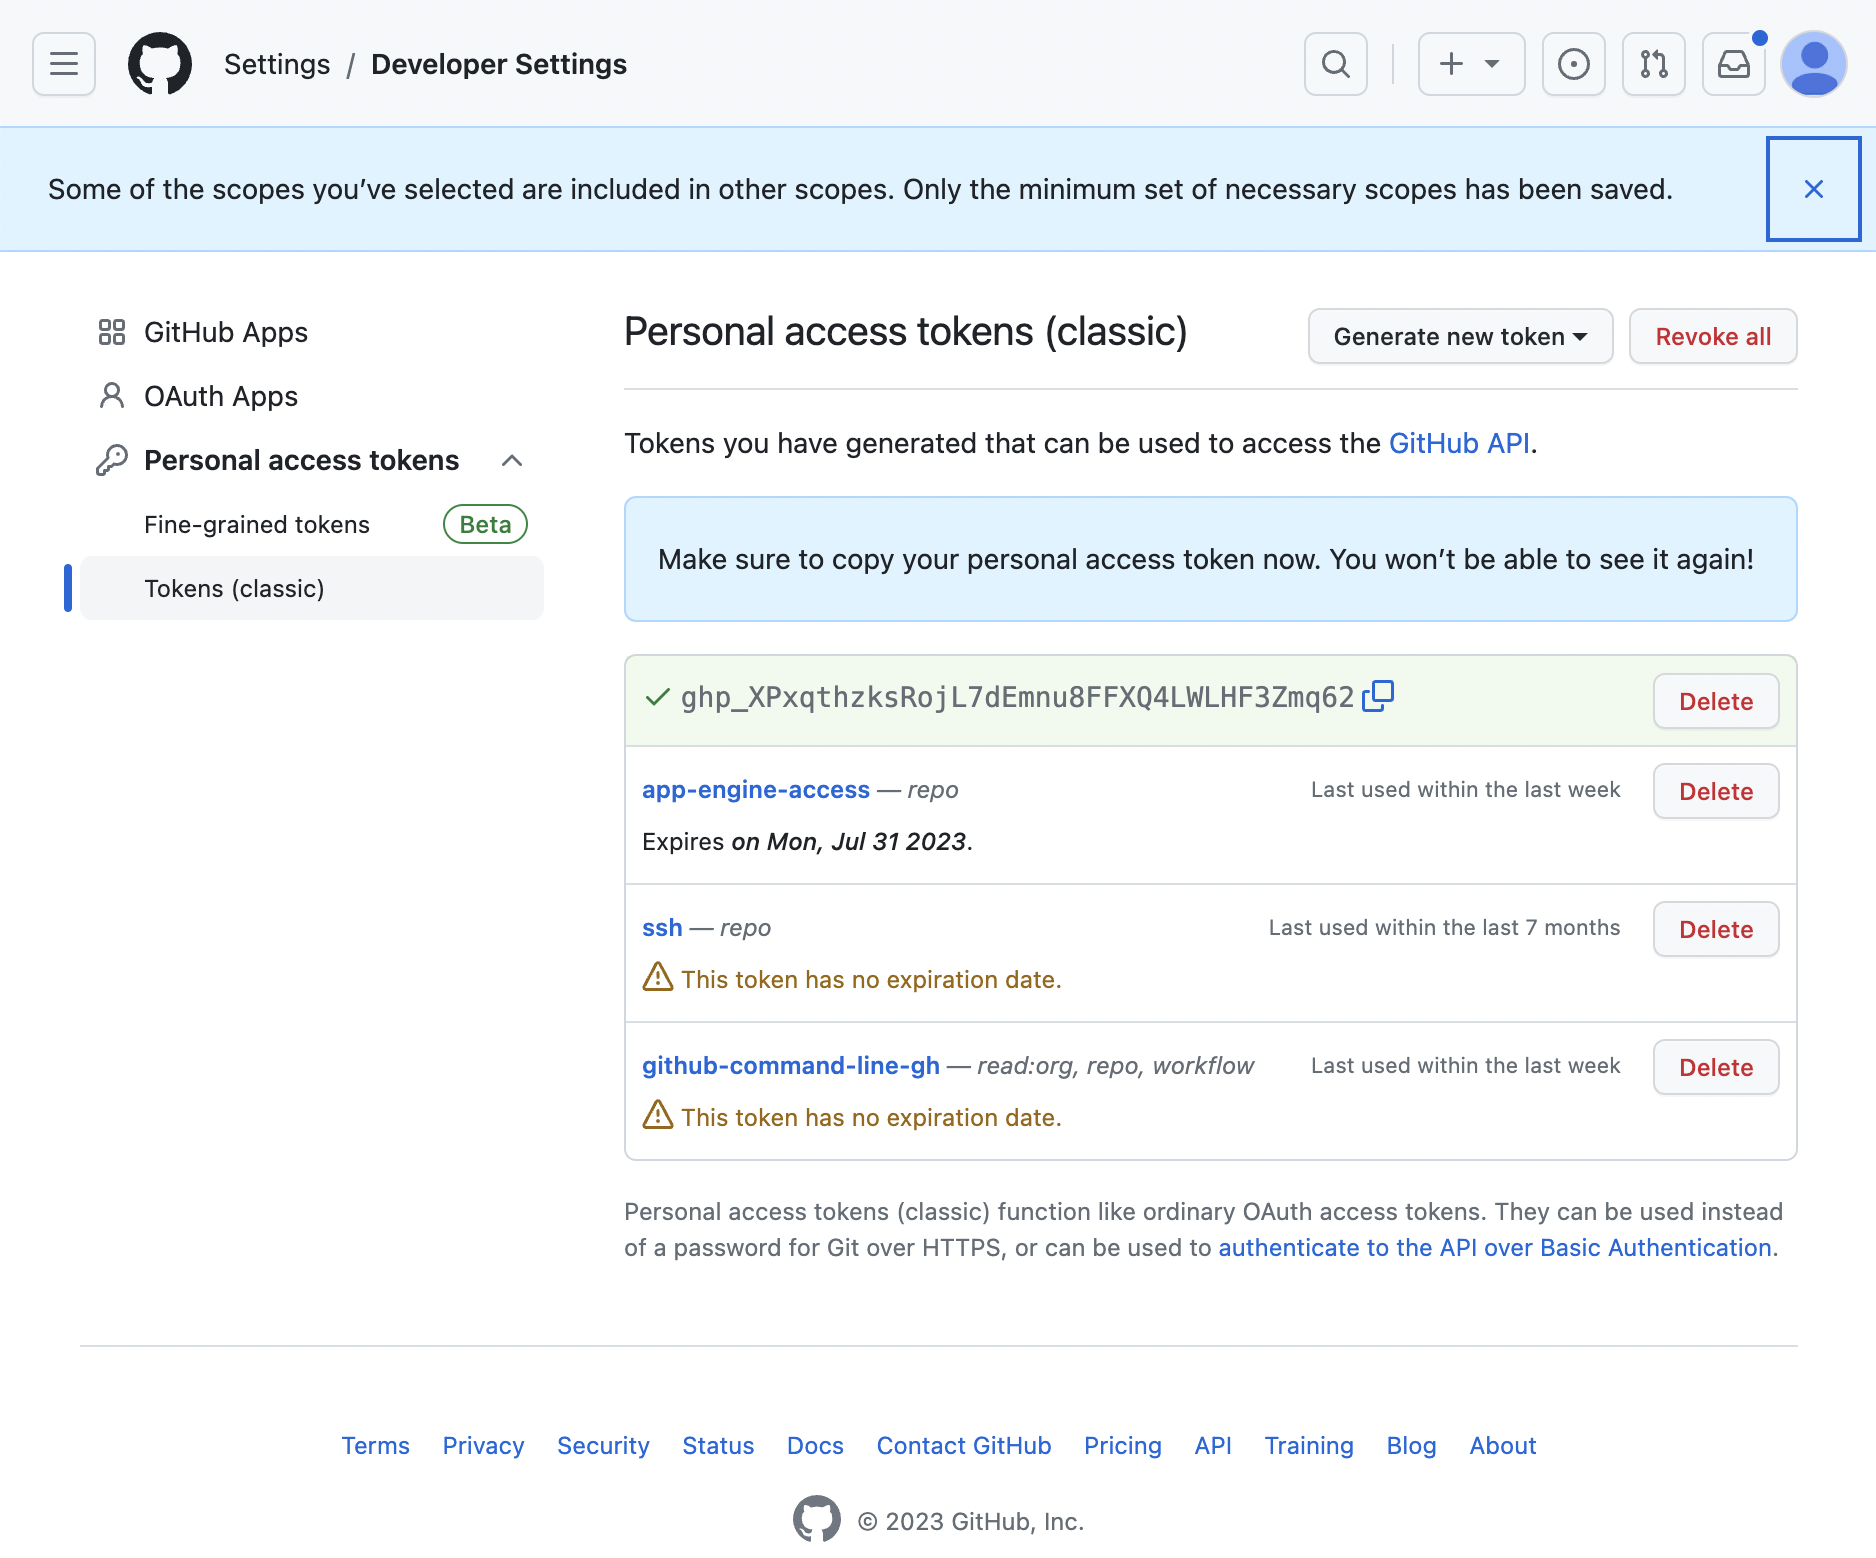 Settings / Developer Settings
Some of the scopes you’ve selected are included in other scopes. Only the minimum set of necessary scopes has been saved.
GitHub Apps
OAuth Apps
Personal access tokens
Fine-grained tokens Beta
Tokens (classic)
Personal access tokens (classic) Generate new token Revoke all
Tokens you have generated that can be used to access the GitHub API.
Make sure to copy your personal access token now. You won’t be able to see it again!
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 Delete
app-engine-access — repo Last used within the last week Delete
Expires on Mon, Jul 31 2023.
ssh — repo Last used within the last 7 months Delete
This token has no expiration date.
github-command-line-gh — read:org, repo, workflow Last used within the last week Delete
This token has no expiration date.
Personal access tokens (classic) function like ordinary OAuth access tokens. They can be used instead
of a password for Git over HTTPS, or can be used to authenticate to the API over Basic Authentication.
Terms Privacy Security Status Docs Contact GitHub Pricing API Training Blog About
© 2023 GitHub, Inc.